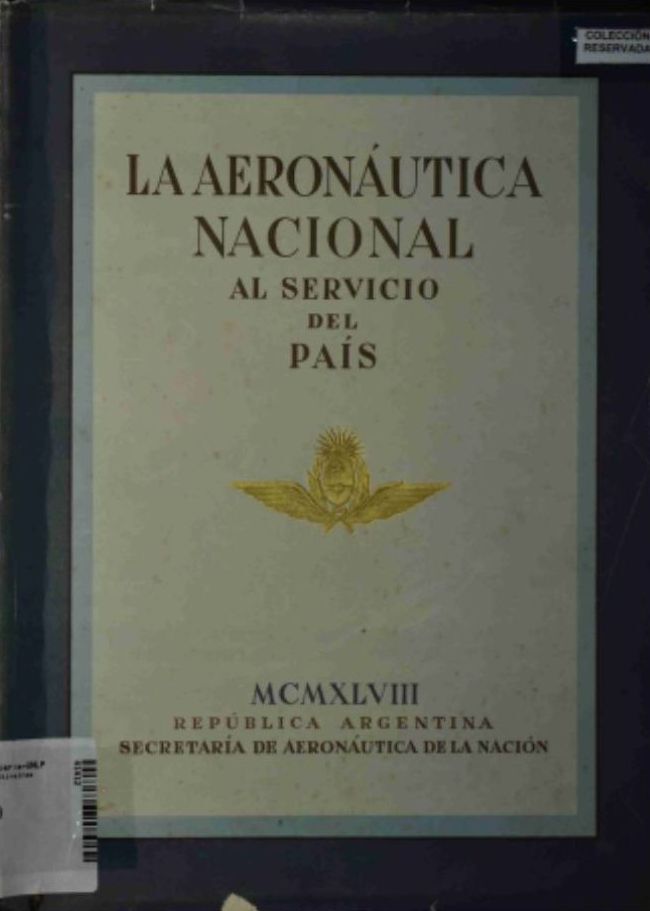 COLECCIÓN
RESERVADA
LA AERONÁUTICA
NACIONAL
AL SERVICIO
DEL
PAÍS
MCMXLVIII
REPÚBLICA ARGENTINA
SECRETARÍA DE AERONÁUTICA DE LA NACIÓN